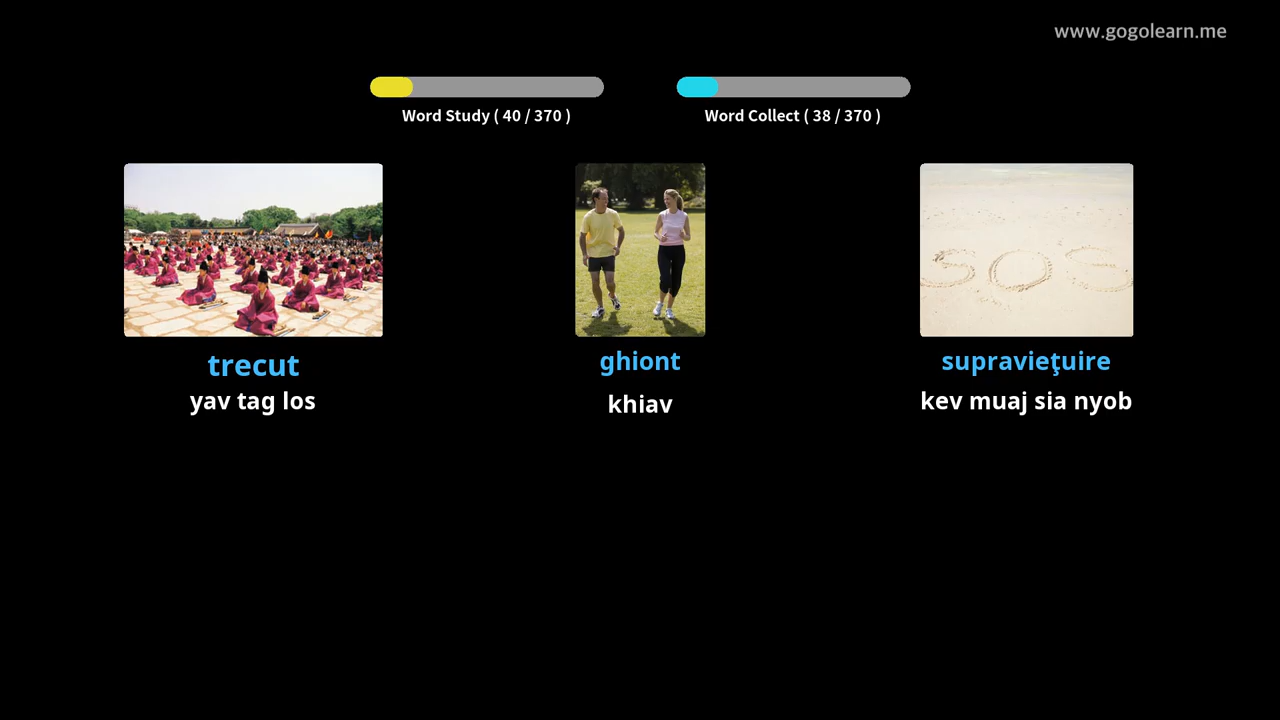 www.gogolearn.me
Word Study ( 40 / 370 )
Word Collect ( 38 / 370 )
SOS
trecut
yav tag los
ghiont
khiav
supravieţuire
kev muaj sia nyob